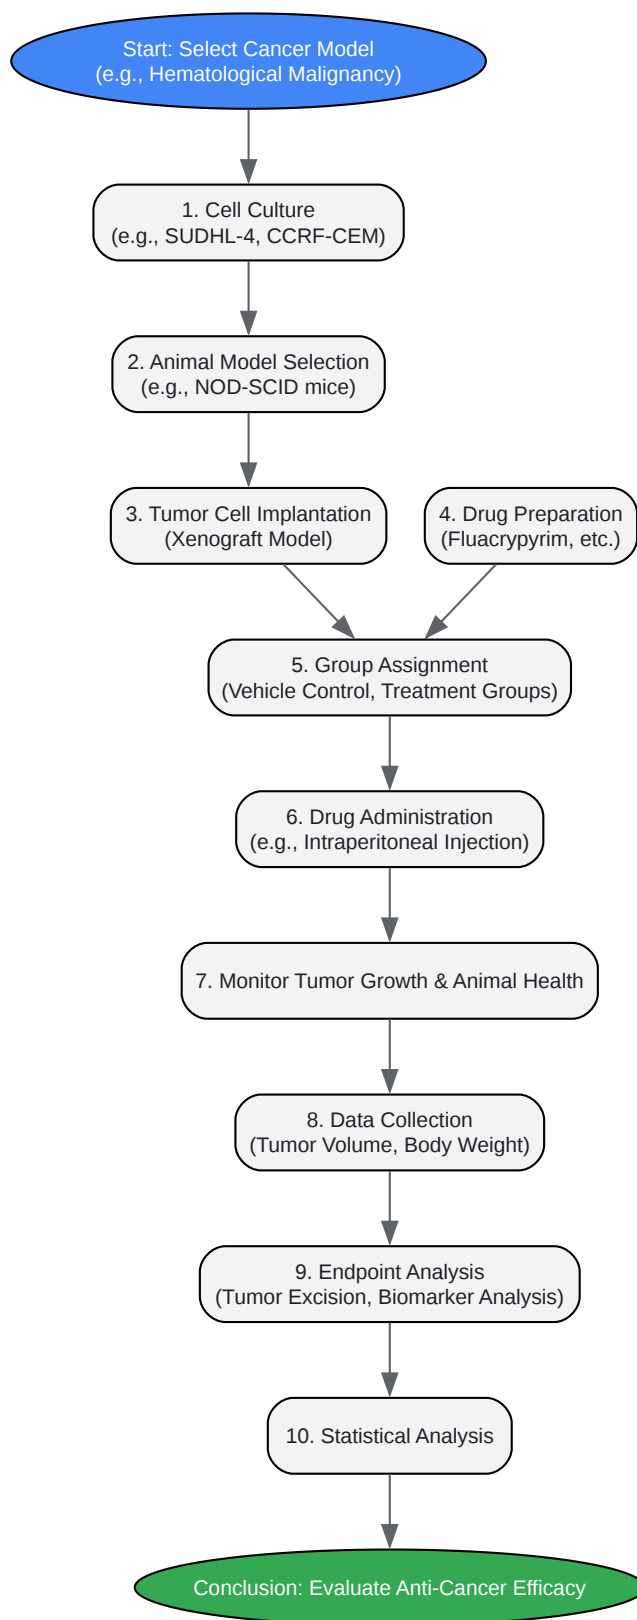 Start: Select Cancer Model
(e.g., Hematological Malignancy)
1. Cell Culture
(e.g., SUDHL-4, CCRF-CEM)
2. Animal Model Selection
(e.g., NOD-SCID mice)
3. Tumor Cell Implantation
(Xenograft Model)
4. Drug Preparation
(Fluacrypyrim, etc.)
5. Group Assignment
(Vehicle Control, Treatment Groups)
6. Drug Administration
(e.g., Intraperitoneal Injection)
7. Monitor Tumor Growth & Animal Health
8. Data Collection
(Tumor Volume, Body Weight)
9. Endpoint Analysis
(Tumor Excision, Biomarker Analysis)
10. Statistical Analysis
Conclusion: Evaluate Anti-Cancer Efficacy